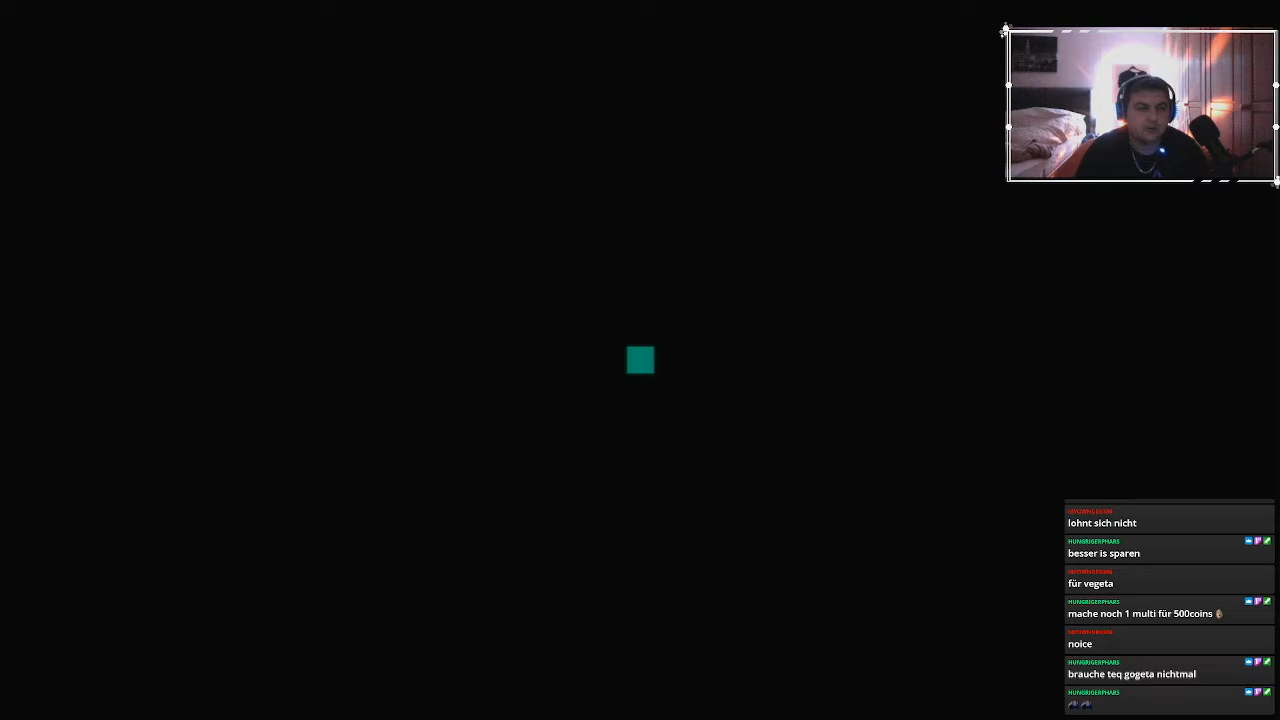 lohnt sich nicht
HUNGRIGERPHARS
besser is sparen
für vegeta
HUNGRIGERPHARS
mache noch 1 multi für 500coins
noice
HUNGRIGERPHARS
brauche teq gogeta nichtmal
HUNGRIGERPHARS